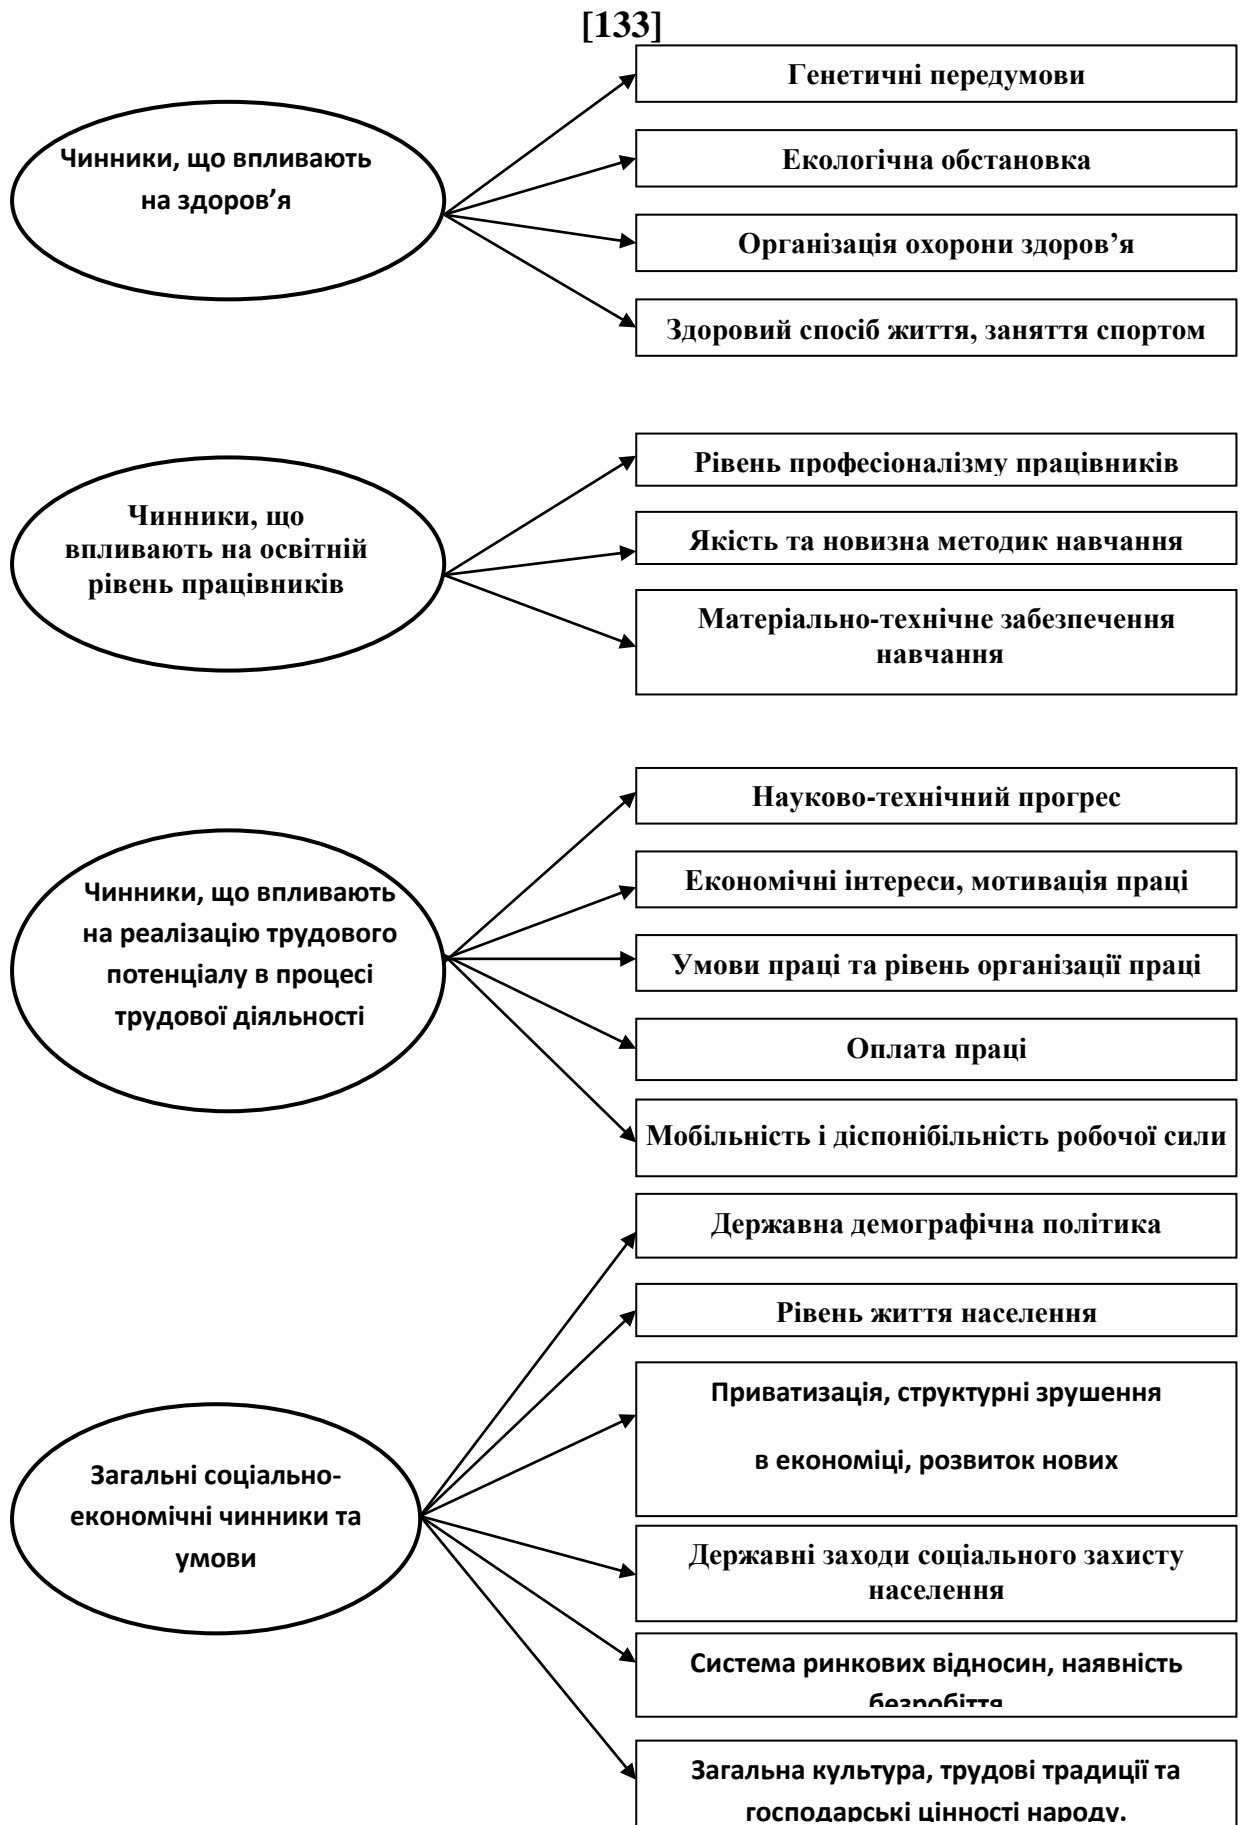 [133]
Чинники, що впливають
на здоров’я
Генетичні передумови
Екологічна обстановка
Організація охорони здоров’я
Здоровий спосіб життя, заняття спортом
Чинники, що
впливають на освітній
рівень працівників
Рівень професіоналізму працівників
Якість та новизна методик навчання
Матеріально-технічне забезпечення
навчання
Чинники, що впливають
на реалізацію трудового
потенціалу в процесі
трудової діяльності
Науково-технічний прогрес
Економічні інтереси, мотивація праці
Умови праці та рівень організації праці
Оплата праці
Мобільність і діспонібільність робочої сили
Загальні соціально-
економічні чинники та
умови
Державна демографічна політика
Рівень життя населення
Приватизація, структурні зрушення
в економіці, розвиток нових
Державні заходи соціального захисту
населення
Система ринкових відносин, наявність
безробіття
Загальна культура, трудові традиції та
господарські цінності народу.